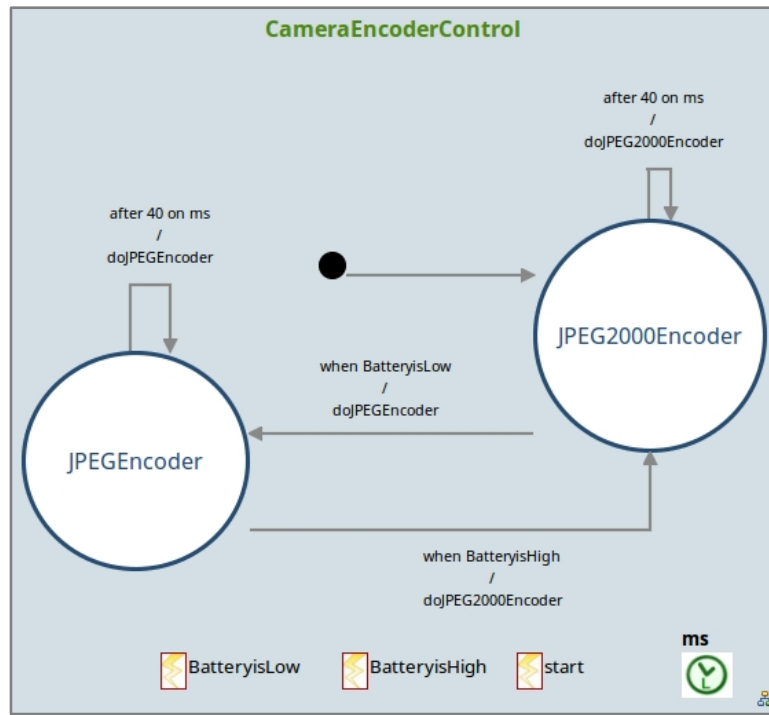 CameraEncoderControl
after 40 on ms
/
doJPEG2000Encoder
after 40 on ms
/
doJPEGEncoder
JPEG2000Encoder
when BatteryisLow
/
doJPEGEncoder
JPEGEncoder
when BatteryisHigh
/
doJPEG2000Encoder
ms
BatteryisLow
BatteryisHigh
start
L